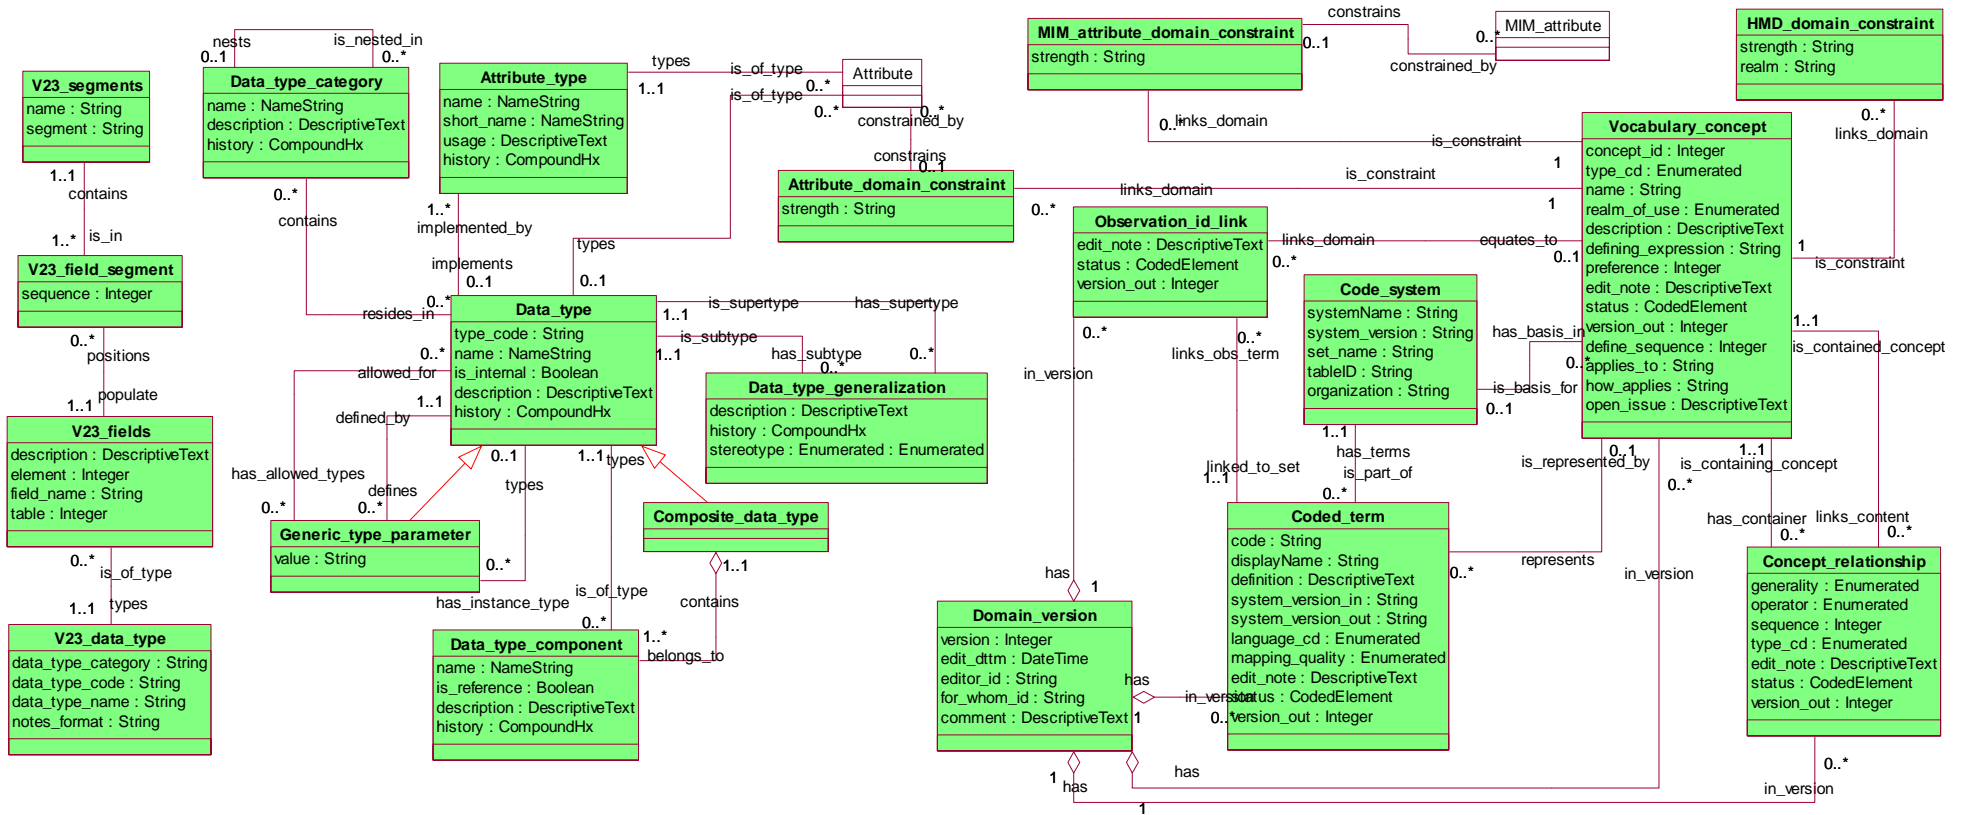 nests
is_nested_in
0..1
0..*
Data_type_category
name : NameString
description : DescriptiveText
history : CompoundHx
0..*
contains
V23_segments
name : String
segment : String
1..1
contains
1..*
is_in
V23_field_segment
sequence : Integer
0..*
positions
populate
1..1
V23_fields
description : DescriptiveText
element : Integer
field_name : String
table : Integer
0..*
is_of_type
1..1
types
V23_data_type
data_type_category : String
data_type_code : String
data_type_name : String
notes_format : String
Attribute_type
name : NameString
short_name : NameString
usage : DescriptiveText
history : CompoundHx
types
1..1
is_of_type
0..*
is_of_type
0..*
Attribute
0..*
constrained_by
constrains
0..1
Attribute_domain_constraint
strength : String
1..*
implemented_by
implements
0..1
types
0..1
0..*
resides_in
Data_type
type_code : String
name : NameString
is_internal : Boolean
description : DescriptiveText
history : CompoundHx
is_supertype
has_supertype
1..1
is_subtype
1..1
has_subtype
0..*
0..*
Data_type_generalization
description : DescriptiveText
history : CompoundHx
stereotype : Enumerated : Enumerated
0..*
allowed_for
1..1
defined_by
has_allowed_types
0..*
defines
0..*
0..1
types
1..1
types
Generic_type_parameter
value : String
0..*
has_instance_type
Composite_data_type
1..1
contains
is_of_type
0..*
1..*
belongs_to
Data_type_component
name : NameString
is_reference : Boolean
description : DescriptiveText
history : CompoundHx
MIM_attribute_domain_constraint
strength : String
constrains
0..1
0..*
constrained_by
MIM_attribute
HMD_domain_constraint
strength : String
realm : String
0..*
links_domain
1
is_constraint
0..*
links_domain
is_constraint
1
is_constraint
links_domain
0..*
1
Observation_id_link
edit_note : DescriptiveText
status : CodedElement
version_out : Integer
links_domain
0..*
equates_to
0..1
Vocabulary_concept
concept_id : Integer
type_cd : Enumerated
name : String
realm_of_use : Enumerated
description : DescriptiveText
defining_expression : String
preference : Integer
edit_note : DescriptiveText
status : CodedElement
version_out : Integer
define_sequence : Integer
applies_to : String
how_applies : String
open_issue : DescriptiveText
Code_system
systemName : String
system_version : String
set_name : String
tableID : String
organization : String
has_basis_in
0..*
is_basis_for
0..1
1..1
is_contained_concept
0..*
in_version
0..*
links_obs_term
linked_to_set
1..1
1..1
has_terms
is_part_of
0..*
Coded_term
code : String
displayName : String
definition : DescriptiveText
system_version_in : String
system_version_out : String
language_cd : Enumerated
mapping_quality : Enumerated
edit_note : DescriptiveText
status : CodedElement
version_out : Integer
0..1
is_represented_by
represents
0..*
0..*
in_version
1..1
is_containing_concept
has_container
0..*
links_content
0..*
Concept_relationship
generality : Enumerated
operator : Enumerated
sequence : Integer
type_cd : Enumerated
edit_note : DescriptiveText
status : CodedElement
version_out : Integer
0..*
in_version
has
1
Domain_version
version : Integer
edit_dttm : DateTime
editor_id : String
for_whom_id : String
comment : DescriptiveText
has
1
in_version
0..*
1
has
has
1